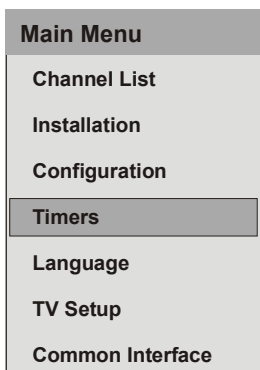 Main Menu
Channel List
Installation
Configuration
Timers
Language
TV Setup
Common Interface